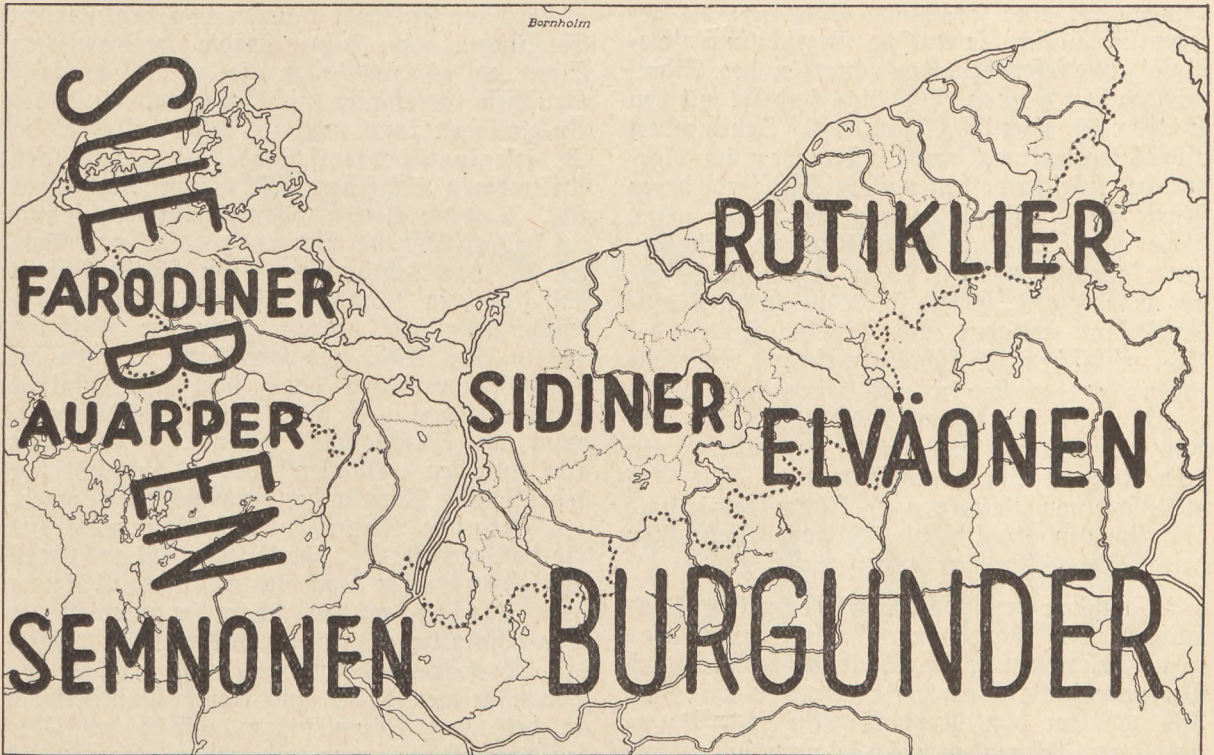 Bornholm
SUEBEN
RUTIKLIER
FARODINER
SIDINER
AUARPER
ELVÄONEN
BURGUNDER
SEMNONEN